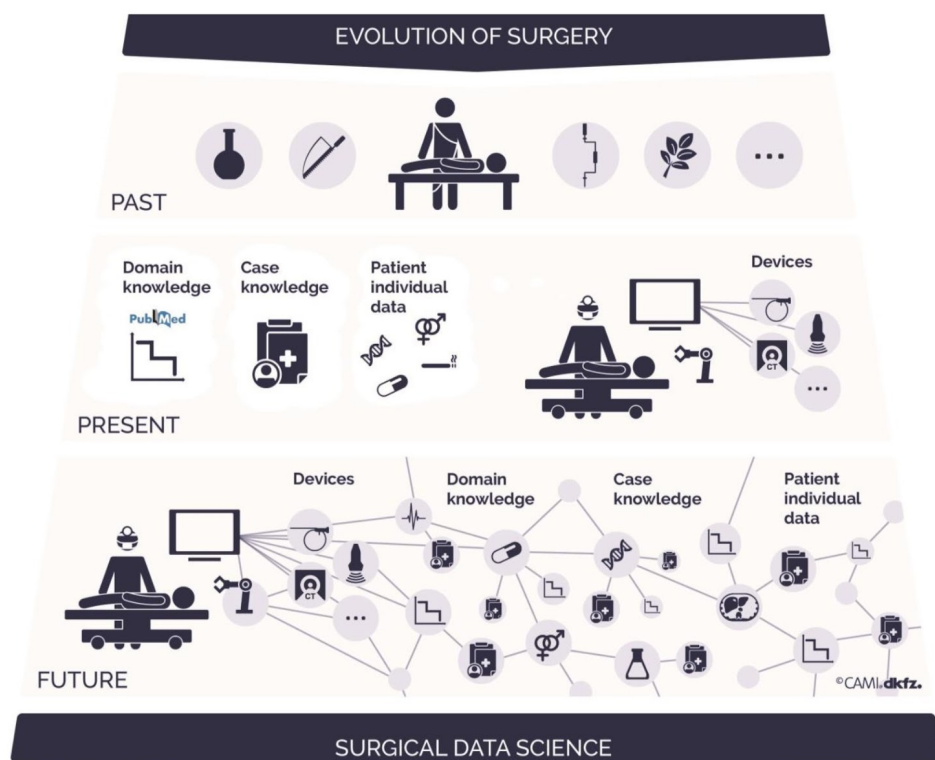 EVOLUTION OF SURGERY
PAST
Domain
knowledge
PubMed
Case
knowledge
Patient
individual
data
Devices
CT
PRESENT
Devices
Domain
knowledge
Case
knowledge
Patient
individual
data
CT
FUTURE
©CAMI.dkfz.
SURGICAL DATA SCIENCE